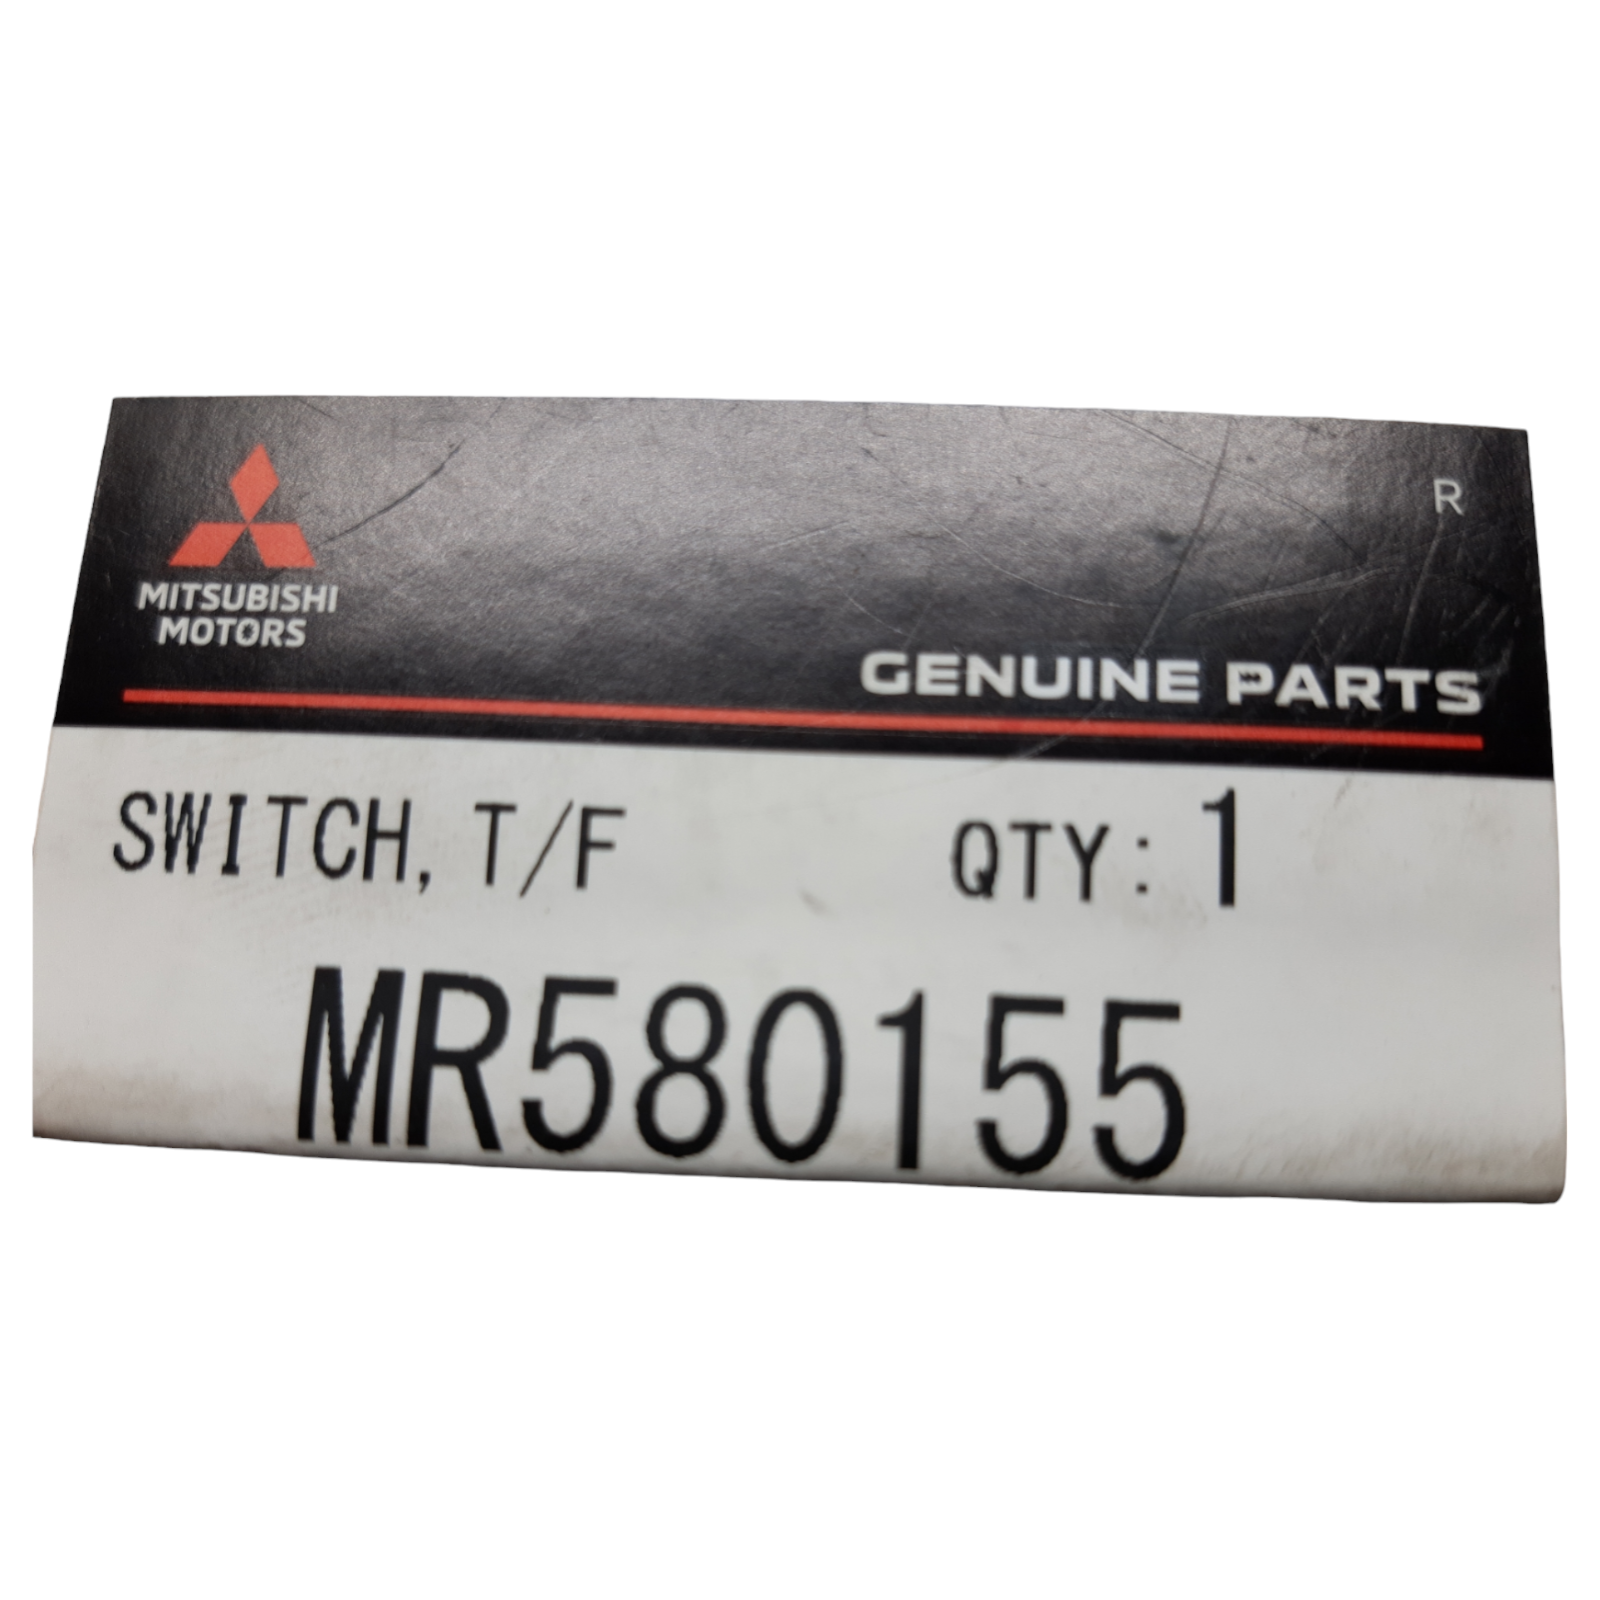 MITSUBISHI
MOTORS
R
GENUINE PARTS
SWITCH, T/F QTY: 1
MR580155